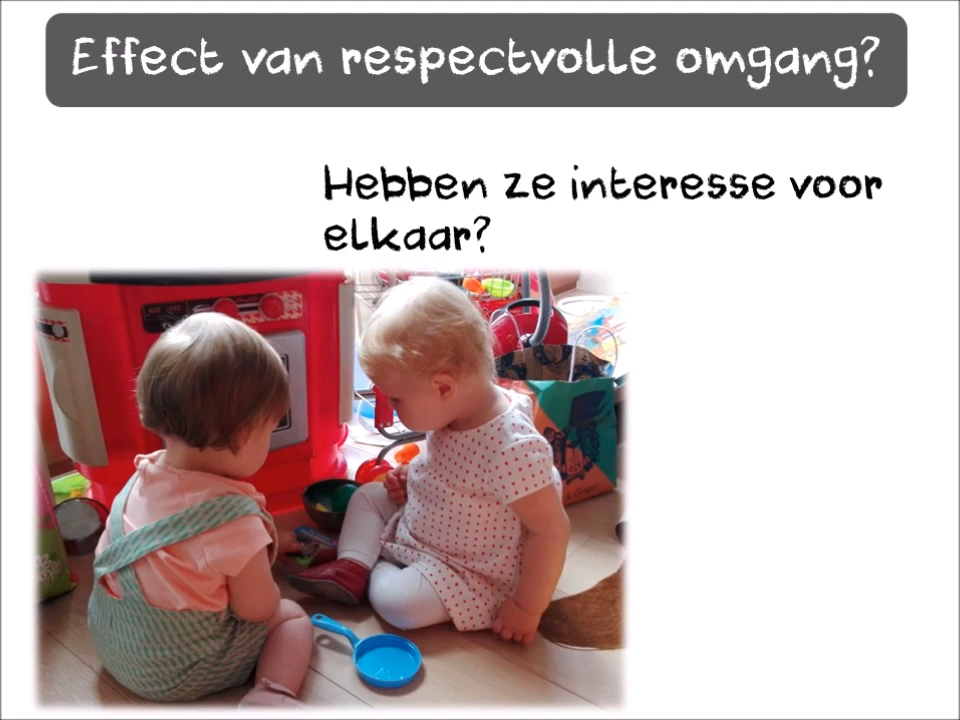 Effect van respectvolle omgang?
Hebben ze interesse voor
elkaar?